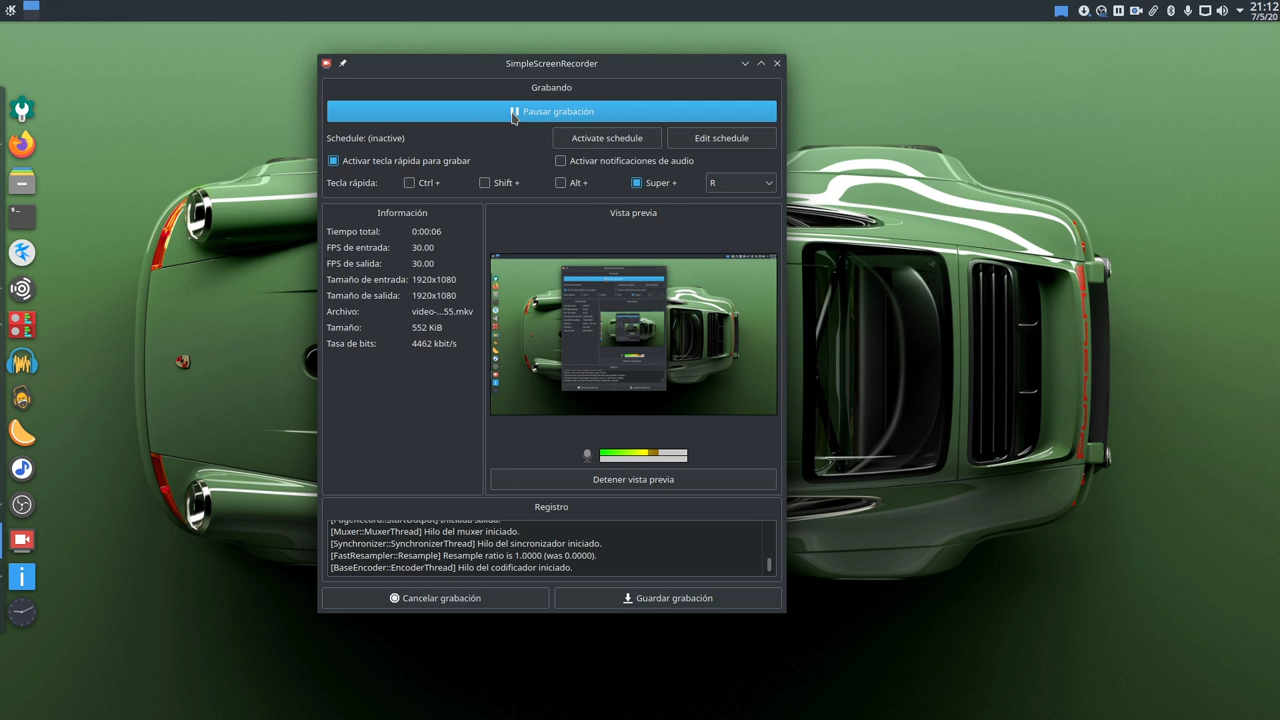 21:12
7/5/20
SimpleScreenRecorder
Grabando
Pausar grabación
Schedule: (inactive)
Activate schedule
Edit schedule
Activar tecla rápida para grabar
Activar notificaciones de audio
Tecla rápida:
Ctrl +
Shift +
Alt +
Super +
R
Información
Vista previa
Tiempo total: 0:00:06
FPS de entrada: 30.00
FPS de salida: 30.00
Tamaño de entrada: 1920x1080
Tamaño de salida: 1920x1080
Archivo: video-...55.mkv
Tamaño: 552 KiB
Tasa de bits: 4462 kbit/s
Detener vista previa
Registro
[PageRecord::StartOutput] Iniciada salida.
[Muxer::MuxerThread] Hilo del muxer iniciado.
[Synchronizer::SynchronizerThread] Hilo del sincronizador iniciado.
[FastResampler::Resample] Resample ratio is 1.0000 (was 0.0000).
[BaseEncoder::EncoderThread] Hilo del codificador iniciado.
Cancelar grabación
Guardar grabación